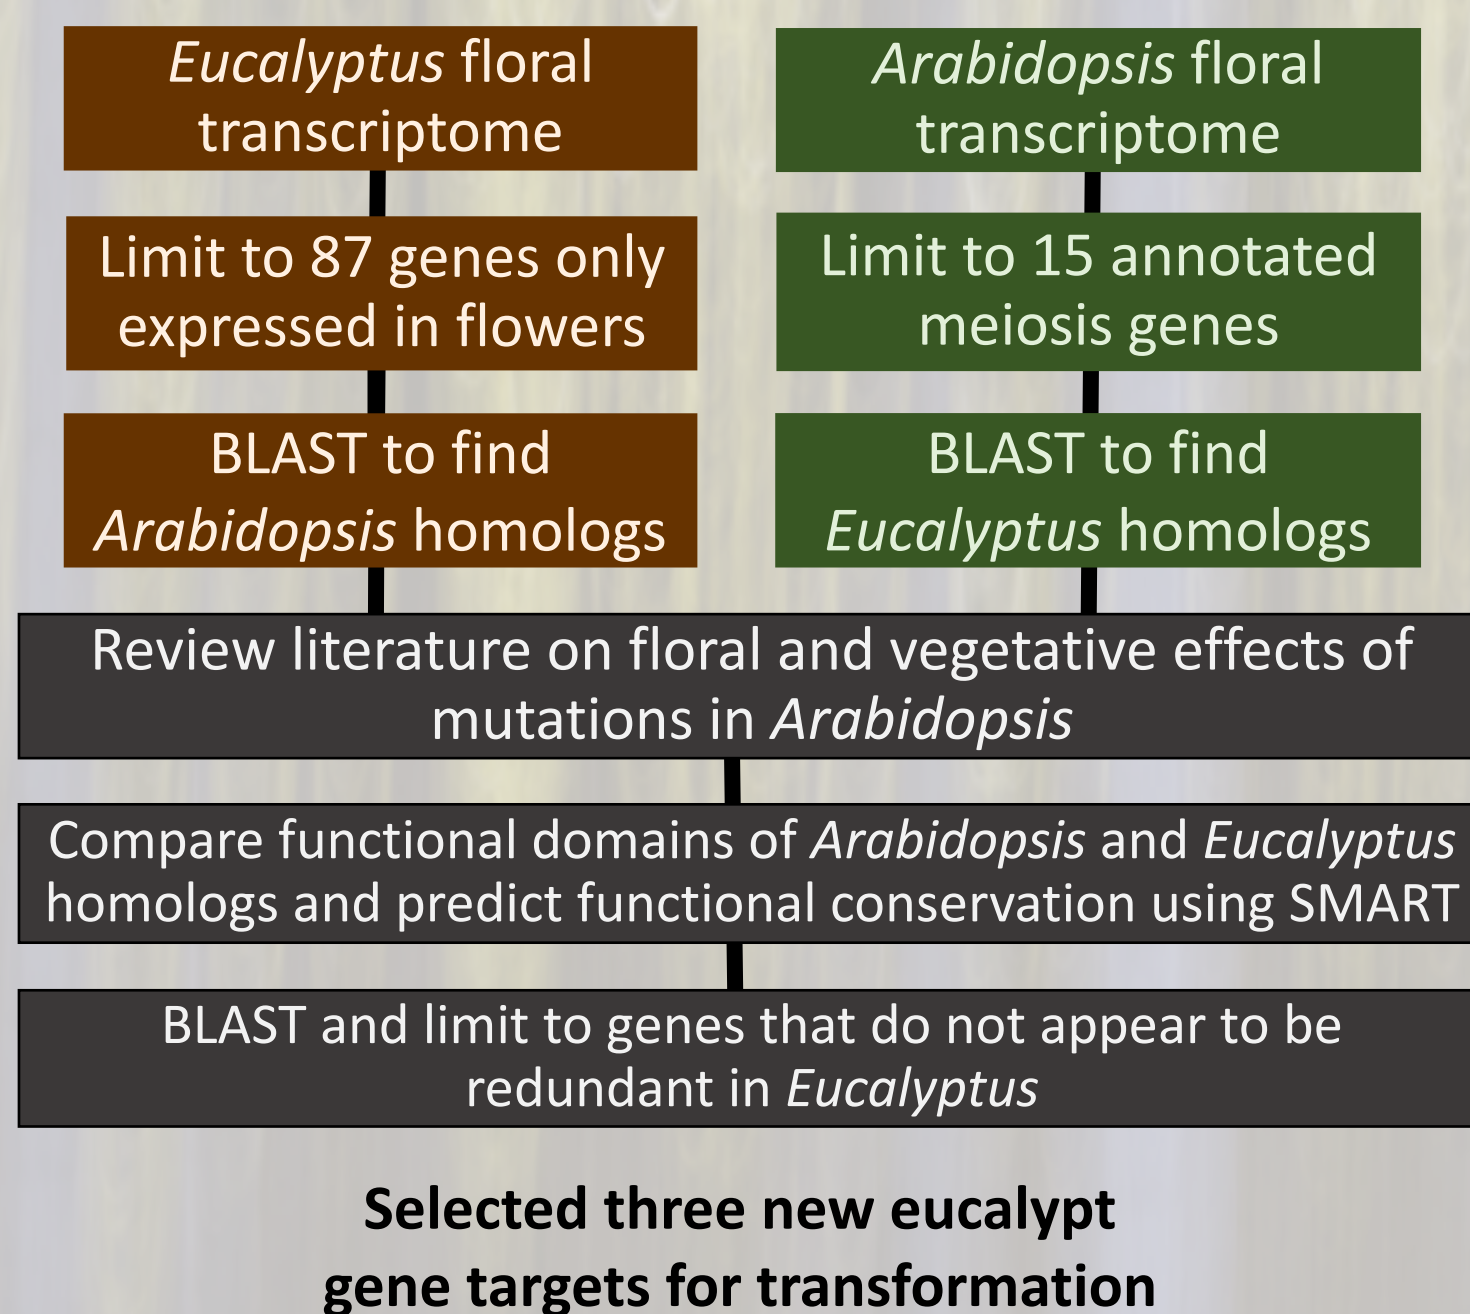 Eucalyptus floral
transcriptome
Limit to 87 genes only
expressed in flowers
BLAST to find
Arabidopsis homologs
Arabidopsis floral
transcriptome
Limit to 15 annotated
meiosis genes
BLAST to find
Eucalyptus homologs
Review literature on floral and vegetative effects of
mutations in Arabidopsis
Compare functional domains of Arabidopsis and Eucalyptus
homologs and predict functional conservation using SMART
BLAST and limit to genes that do not appear to be
redundant in Eucalyptus
Selected three new eucalypt
gene targets for transformation